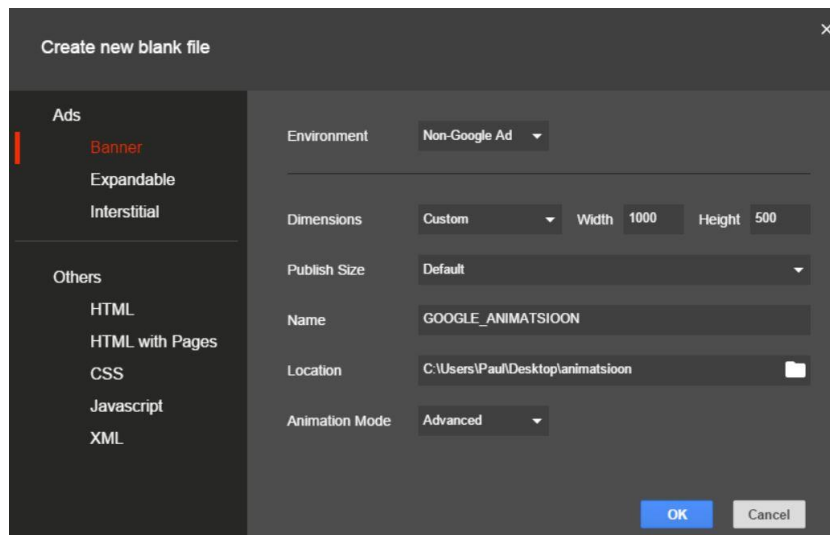 Create new blank file
Ads
Banner
Expandable
Interstitial
Others
HTML
HTML with Pages
CSS
Javascript
XML
Environment Non-Google Ad
Dimensions Custom Width 1000 Height 500
Publish Size Default
Name GOOGLE_ANIMATSIOON
Location C:\Users\Paul\Desktop\animatsioon
Animation Mode Advanced
OK Cancel